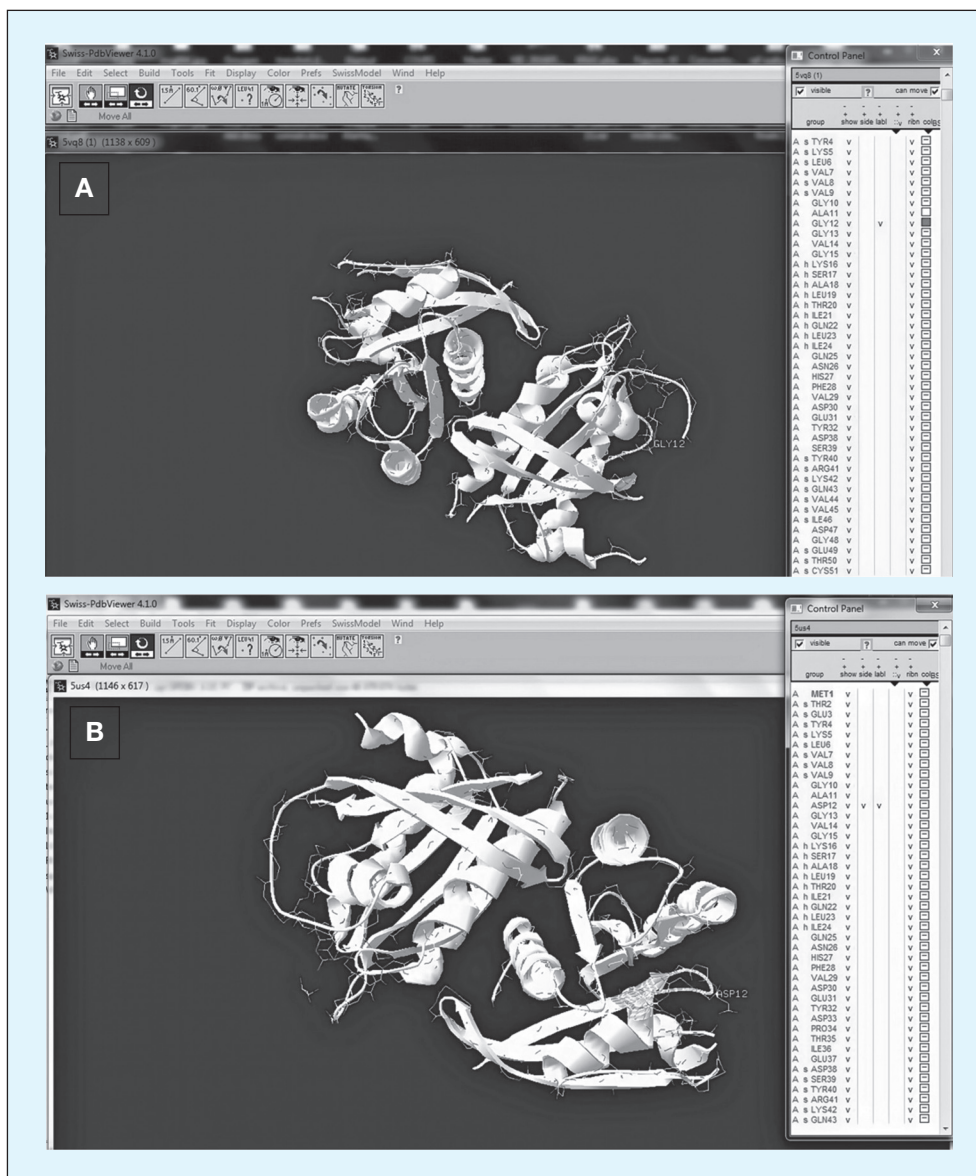 Swiss-PdbViewer 4.1.0
File Edit Select Build Tools Fit Display Color Prefs SwissModel Wind Help
Move All
5vq8 (1) (1138 x 609 )
A
GLY12
Control Panel
5vq8 (1)
visible ? can move
group show side labl ribn col
A s TYR4 v v
A s LYS5 v v
A s LEU6 v v
A s VAL7 v v
A s VAL8 v v
A s VAL9 v v
A GLY10 v v
A ALA11 v v
A GLY12 v v
A GLY13 v v
A VAL14 v v
A GLY15 v v
A h LYS16 v v
A h SER17 v v
A h ALA18 v v
A h LEU19 v v
A h THR20 v v
A h ILE21 v v
A h GLN22 v v
A h LEU23 v v
A h ILE24 v v
A GLN25 v v
A ASN26 v v
A HIS27 v v
A PHE28 v v
A VAL29 v v
A ASP30 v v
A GLU31 v v
A TYR32 v v
A ASP38 v v
A SER39 v v
A s TYR40 v v
A s ARG41 v v
A s LYS42 v v
A s GLN43 v v
A s VAL44 v v
A s VAL45 v v
A s ILE46 v v
A ASP47 v v
A GLY48 v v
A s GLU49 v v
A s THR50 v v
A s CYS51 v v
Swiss-PdbViewer 4.1.0
File Edit Select Build Tools Fit Display Color Prefs SwissModel Wind Help
Move All
5us4 (1146 x 617 )
B
ASP12
Control Panel
5us4
visible ? can move
group show side labl ribn col
A MET1 v v
A s THR2 v v
A s GLU3 v v
A s TYR4 v v
A s LYS5 v v
A s LEU6 v v
A s VAL7 v v
A s VAL8 v v
A s VAL9 v v
A GLY10 v v
A ALA11 v v
A ASP12 v v v v
A GLY13 v v
A VAL14 v v
A GLY15 v v
A h LYS16 v v
A h SER17 v v
A h ALA18 v v
A h LEU19 v v
A h THR20 v v
A h ILE21 v v
A h GLN22 v v
A h LEU23 v v
A h ILE24 v v
A GLN25 v v
A ASN26 v v
A HIS27 v v
A PHE28 v v
A VAL29 v v
A ASP30 v v
A GLU31 v v
A TYR32 v v
A ASP33 v v
A PRO34 v v
A THR35 v v
A ILE36 v v
A GLU37 v v
A s ASP38 v v
A s SER39 v v
A s TYR40 v v
A s ARG41 v v
A s LYS42 v v
A s GLN43 v v